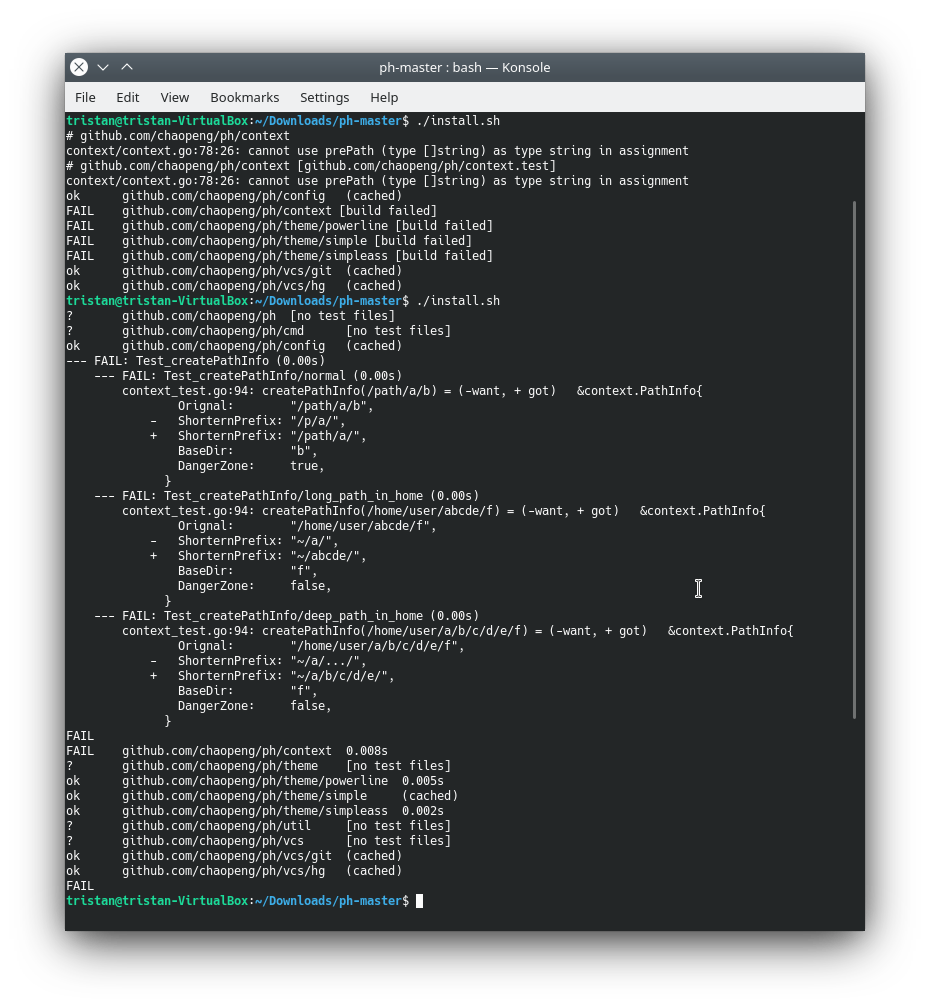 ph-master : bash — Konsole
File Edit View Bookmarks Settings Help
tristan@tristan-VirtualBox:~/Downloads/ph-master$ ./install.sh
# github.com/chaopeng/ph/context
context/context.go:78:26: cannot use prePath (type []string) as type string in assignment
# github.com/chaopeng/ph/context [github.com/chaopeng/ph/context.test]
context/context.go:78:26: cannot use prePath (type []string) as type string in assignment
ok      github.com/chaopeng/ph/config   (cached)
FAIL    github.com/chaopeng/ph/context [build failed]
FAIL    github.com/chaopeng/ph/theme/powerline [build failed]
FAIL    github.com/chaopeng/ph/theme/simple [build failed]
FAIL    github.com/chaopeng/ph/theme/simpleass [build failed]
ok      github.com/chaopeng/ph/vcs/git  (cached)
ok      github.com/chaopeng/ph/vcs/hg   (cached)
tristan@tristan-VirtualBox:~/Downloads/ph-master$ ./install.sh
?       github.com/chaopeng/ph  [no test files]
?       github.com/chaopeng/ph/cmd      [no test files]
ok      github.com/chaopeng/ph/config   (cached)
--- FAIL: Test_createPathInfo (0.00s)
    --- FAIL: Test_createPathInfo/normal (0.00s)
        context_test.go:94: createPathInfo(/path/a/b) = (-want, + got)   &context.PathInfo{
                Orignal:        "/path/a/b",
            -   ShorternPrefix: "/p/a/",
            +   ShorternPrefix: "/path/a/",
                BaseDir:        "b",
                DangerZone:     true,
              }
    --- FAIL: Test_createPathInfo/long_path_in_home (0.00s)
        context_test.go:94: createPathInfo(/home/user/abcde/f) = (-want, + got)   &context.PathInfo{
                Orignal:        "/home/user/abcde/f",
            -   ShorternPrefix: "~/a/",
            +   ShorternPrefix: "~/abcde/",
                BaseDir:        "f",
                DangerZone:     false,
              }
    --- FAIL: Test_createPathInfo/deep_path_in_home (0.00s)
        context_test.go:94: createPathInfo(/home/user/a/b/c/d/e/f) = (-want, + got)   &context.PathInfo{
                Orignal:        "/home/user/a/b/c/d/e/f",
            -   ShorternPrefix: "~/a/.../",
            +   ShorternPrefix: "~/a/b/c/d/e/",
                BaseDir:        "f",
                DangerZone:     false,
              }
FAIL
FAIL    github.com/chaopeng/ph/context  0.008s
?       github.com/chaopeng/ph/theme    [no test files]
ok      github.com/chaopeng/ph/theme/powerline  0.005s
ok      github.com/chaopeng/ph/theme/simple     (cached)
ok      github.com/chaopeng/ph/theme/simpleass  0.002s
?       github.com/chaopeng/ph/util     [no test files]
?       github.com/chaopeng/ph/vcs      [no test files]
ok      github.com/chaopeng/ph/vcs/git  (cached)
ok      github.com/chaopeng/ph/vcs/hg   (cached)
FAIL
tristan@tristan-VirtualBox:~/Downloads/ph-master$